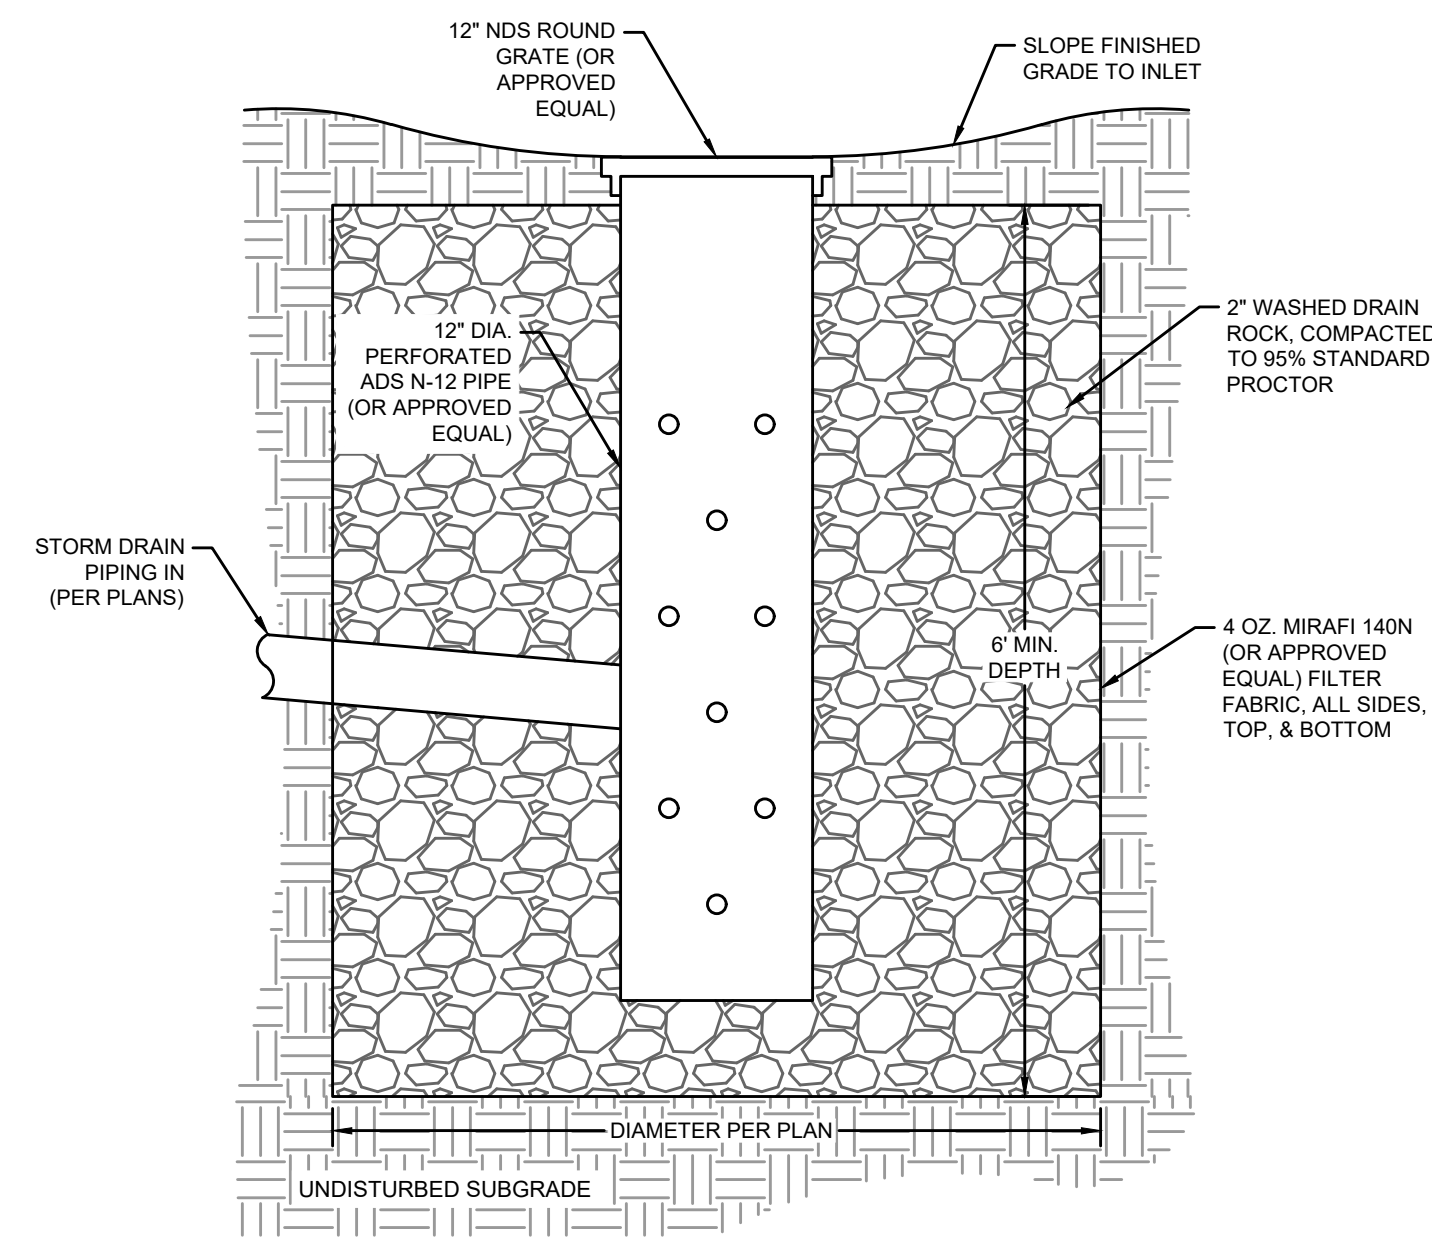 12" NDS ROUND
GRATE (OR
APPROVED
EQUAL)
SLOPE FINISHED
GRADE TO INLET
2" WASHED DRAIN
ROCK, COMPACTED
TO 95% STANDARD
PROCTOR
12" DIA.
PERFORATED
ADS N-12 PIPE
(OR APPROVED
EQUAL)
STORM DRAIN
PIPING IN
(PER PLANS)
6' MIN.
DEPTH
4 OZ. MIRAFI 140N
(OR APPROVED
EQUAL) FILTER
FABRIC, ALL SIDES,
TOP, & BOTTOM
DIAMETER PER PLAN
UNDISTURBED SUBGRADE